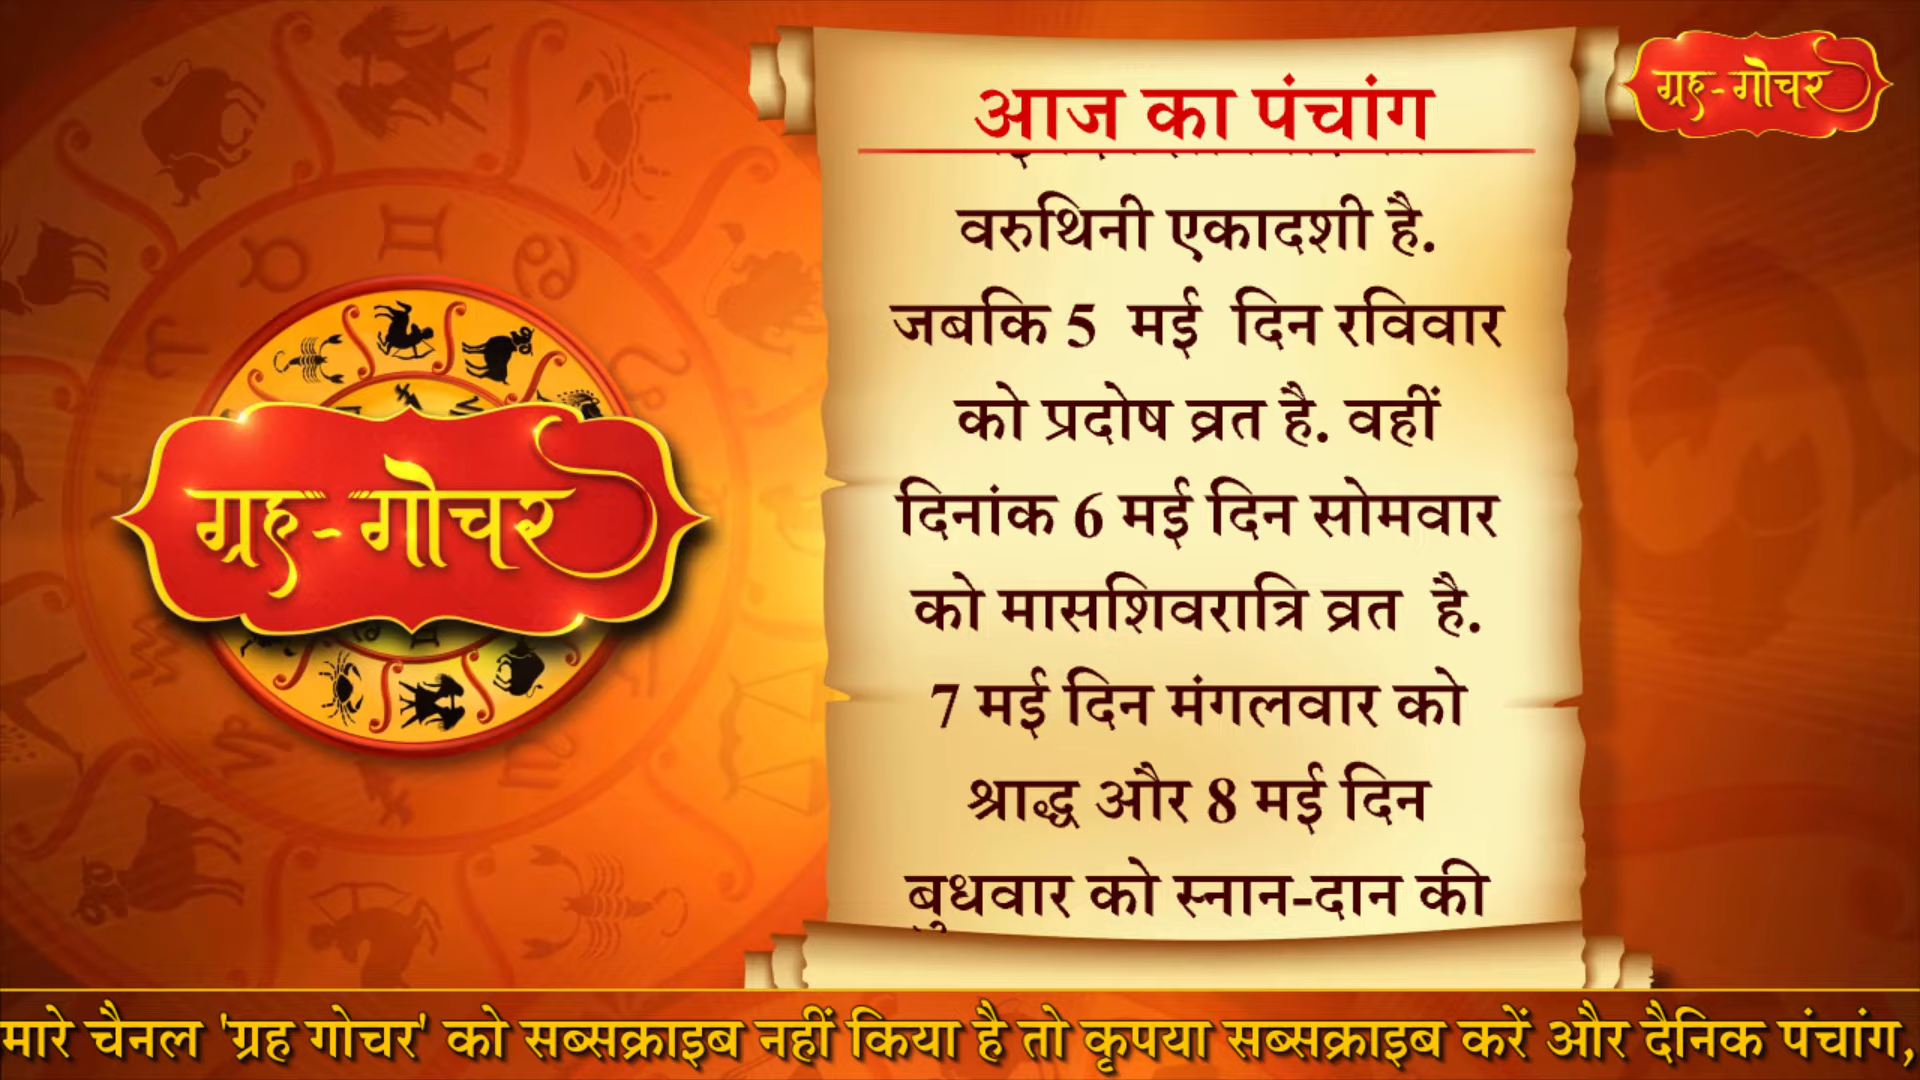 आज का पंचांग
ग्रह-गोचर
वरुथिनी एकादशी है.
जबकि 5 मई दिन रविवार
को प्रदोष व्रत है. वहीं
दिनांक 6 मई दिन सोमवार
को मासशिवरात्रि व्रत है.
7 मई दिन मंगलवार को
श्राद्ध और 8 मई दिन
बुधवार को स्नान-दान की
ग्रह-गोचर
मारे चैनल 'ग्रह गोचर' को सब्सक्राइब नहीं किया है तो कृपया सब्सक्राइब करें और दैनिक पंचांग,